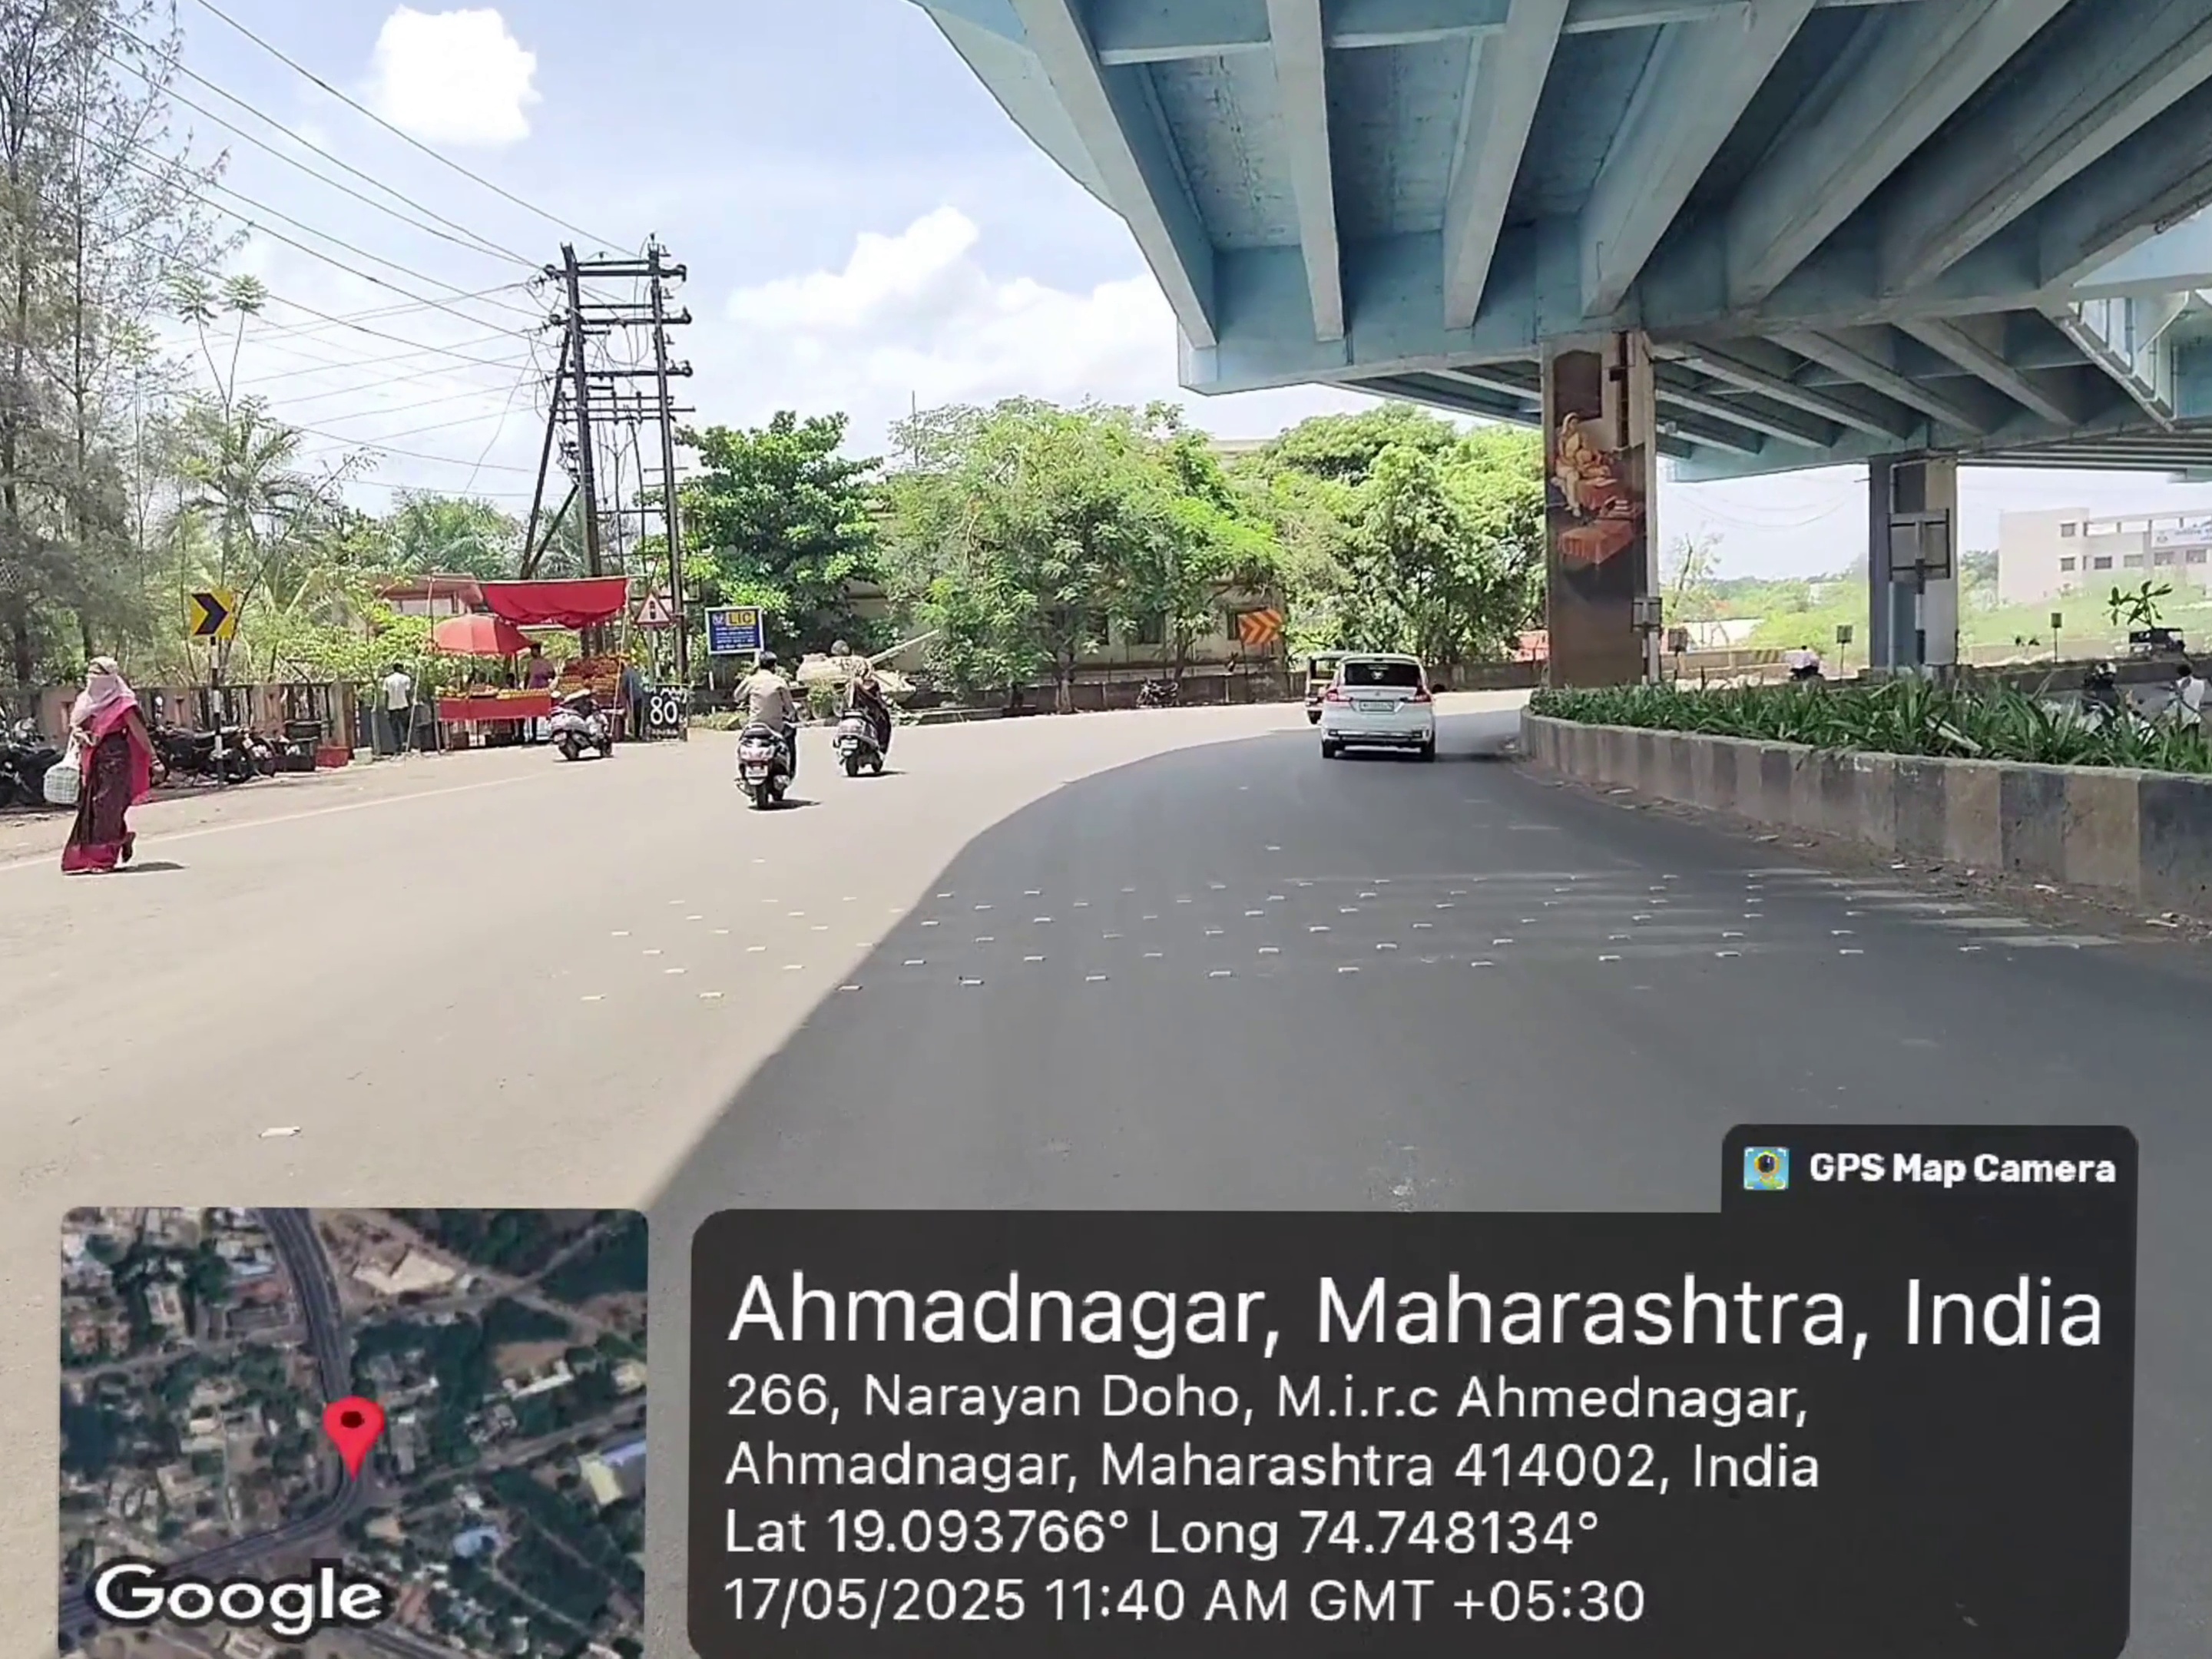 LIC
80
GPS Map Camera
Ahmadnagar, Maharashtra, India
266, Narayan Doho, M.i.r.c Ahmednagar,
Ahmadnagar, Maharashtra 414002, India
Lat 19.093766° Long 74.748134°
17/05/2025 11:40 AM GMT +05:30
Google